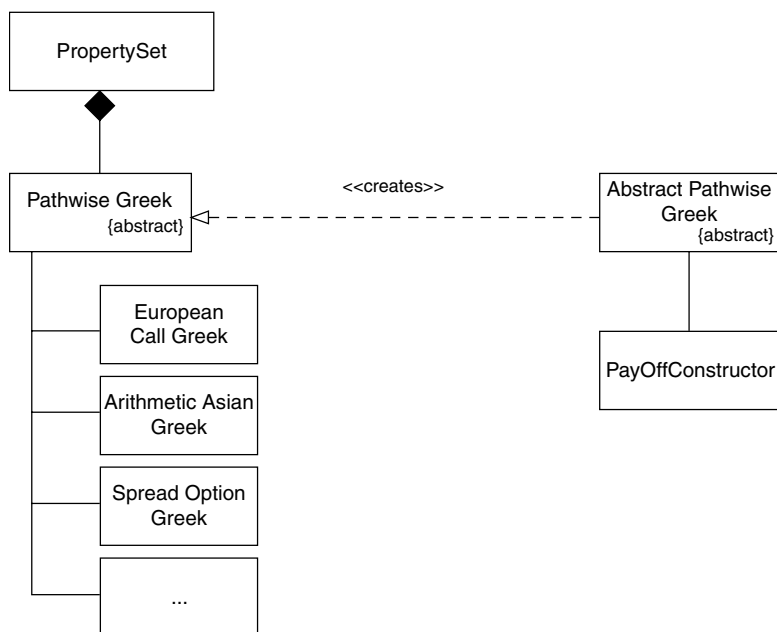 PropertySet
Pathwise Greek
{abstract}
<<creates>>
Abstract Pathwise
Greek
{abstract}
European
Call Greek
PayOffConstructor
Arithmetic Asian
Greek
Spread Option
Greek
...